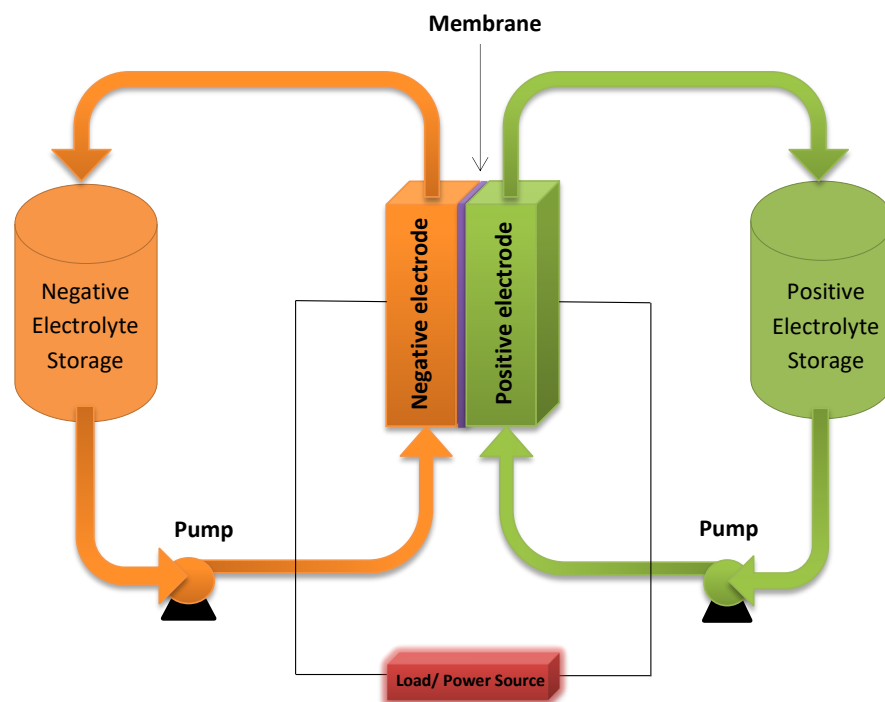 Membrane
Negative
Electrolyte
Storage
Negative electrode
Positive electrode
Positive
Electrolyte
Storage
Pump
Pump
Load/ Power Source